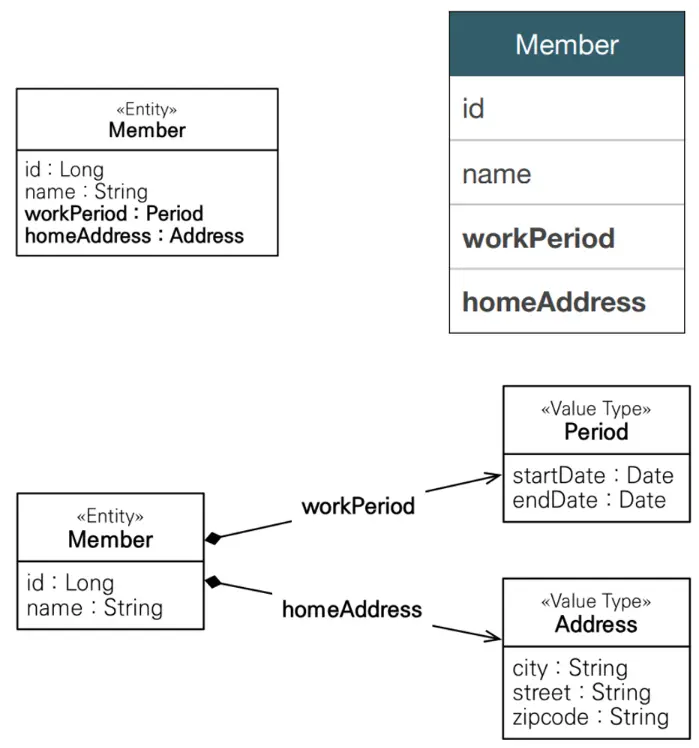 «Entity»
Member
id : Long
name : String
workPeriod : Period
homeAddress : Address
Member
id
name
workPeriod
homeAddress
«Entity»
Member
id : Long
name : String
workPeriod
homeAddress
«Value Type»
Period
startDate : Date
endDate : Date
«Value Type»
Address
city : String
street : String
zipcode : String